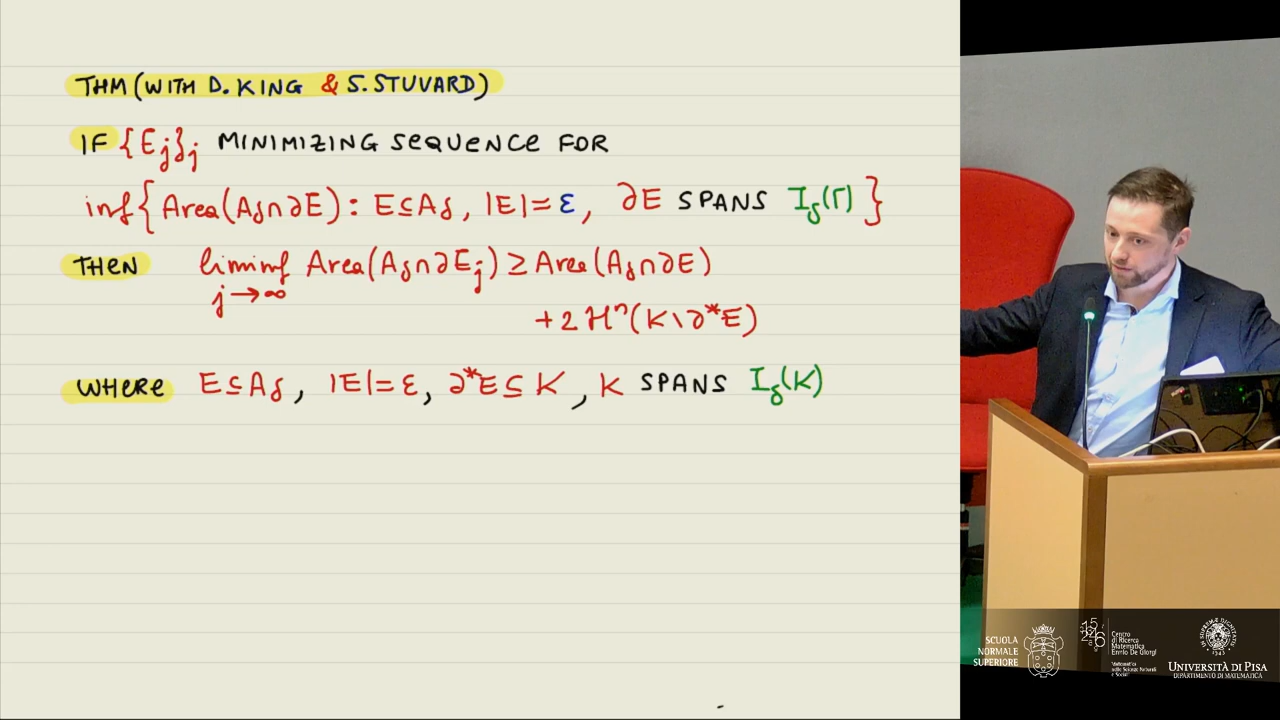 THM (WITH D. KING & S. STUVARD)
IF {Ej}j MINIMIZING SEQUENCE FOR
inf{Area(Aδ∩∂E): E⊆Aδ, |E|=ε, ∂E SPANS Iδ(Γ)}
THEN liminf Area(Aδ∩∂Ej) ≥ Area(Aδ∩∂E)
j→∞
+2 Hⁿ(K\∂*E)
WHERE E⊆Aδ, |E|=ε, ∂*E⊆K, K SPANS Iδ(K)
SCUOLA
NORMALE
SUPERIORE
Centro
di Ricerca
Matematica
Ennio De Giorgi
UNIVERSITÀ DI PISA
DIPARTIMENTO DI MATEMATICA